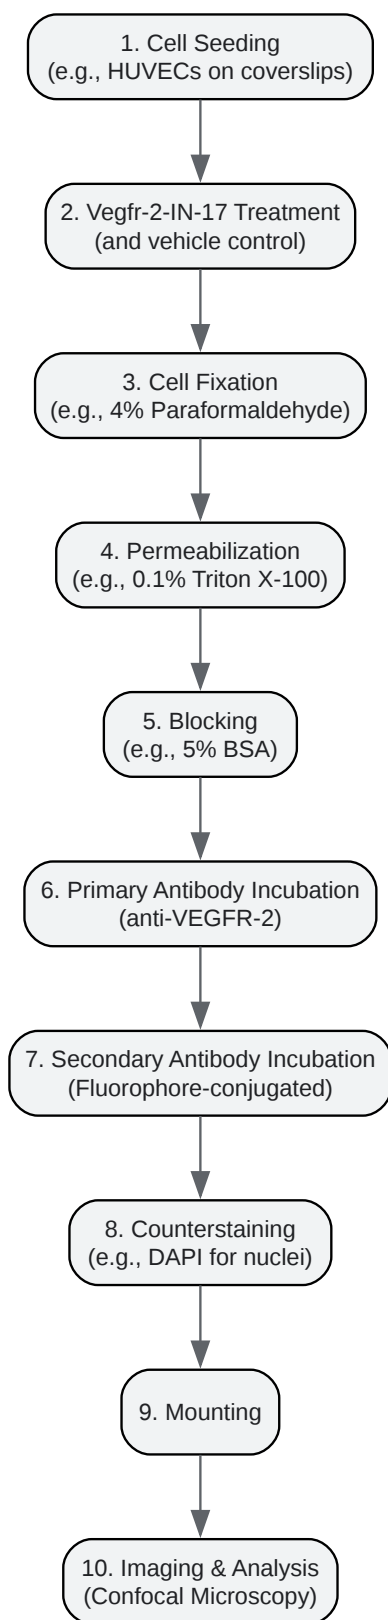 1. Cell Seeding
(e.g., HUVECs on coverslips)
2. Vegfr-2-IN-17 Treatment
(and vehicle control)
3. Cell Fixation
(e.g., 4% Paraformaldehyde)
4. Permeabilization
(e.g., 0.1% Triton X-100)
5. Blocking
(e.g., 5% BSA)
6. Primary Antibody Incubation
(anti-VEGFR-2)
7. Secondary Antibody Incubation
(Fluorophore-conjugated)
8. Counterstaining
(e.g., DAPI for nuclei)
9. Mounting
10. Imaging & Analysis
(Confocal Microscopy)